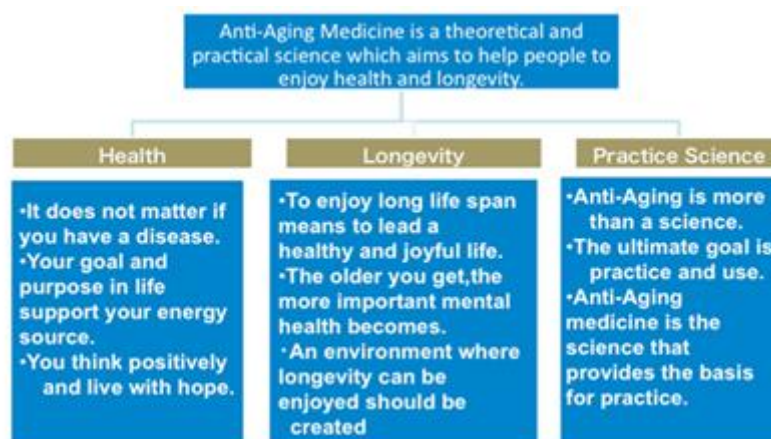 Anti-Aging Medicine is a theoretical and
practical science which aims to help people to
enjoy health and longevity.
Health
•It does not matter if
you have a disease.
•Your goal and
purpose in life
support your energy
source.
•You think positively
and live with hope.
Longevity
•To enjoy long life span
means to lead a
healthy and joyful life.
•The older you get,the
more important mental
health becomes.
・An environment where
longevity can be
enjoyed should be
created
Practice Science
•Anti-Aging is more
than a science.
•The ultimate goal is
practice and use.
•Anti-Aging
medicine is the
science that
provides the basis
for practice.